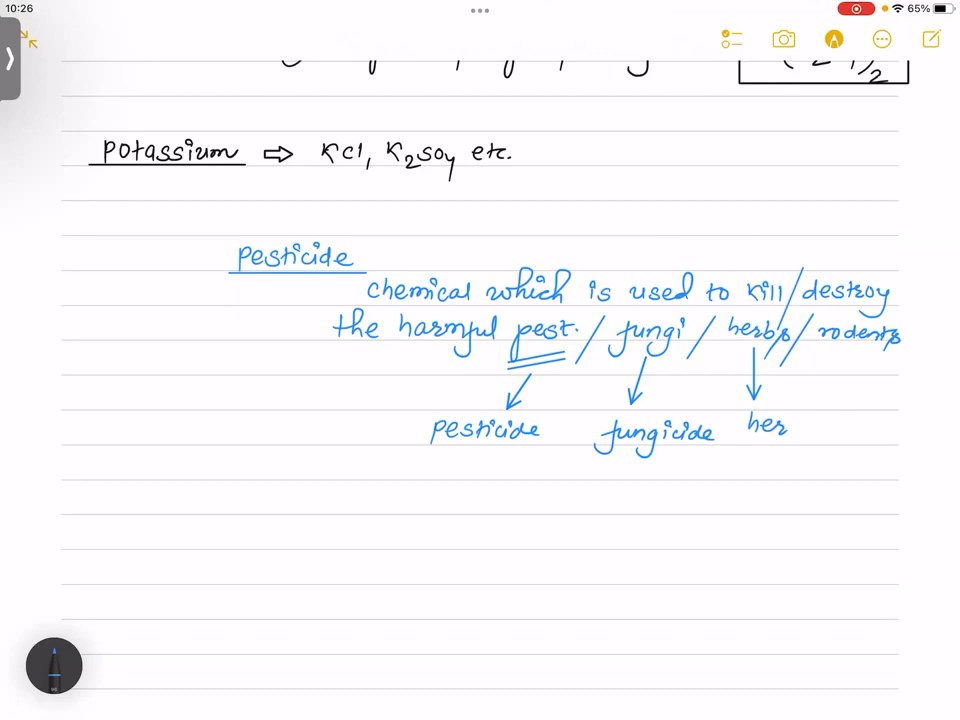 10:26
65%
Potassium ⇨ KCl, K₂SO₄ etc.
Pesticide
chemical which is used to kill/destroy
the harmful pest. / fungi / herbs / rodents
pesticide fungicide her